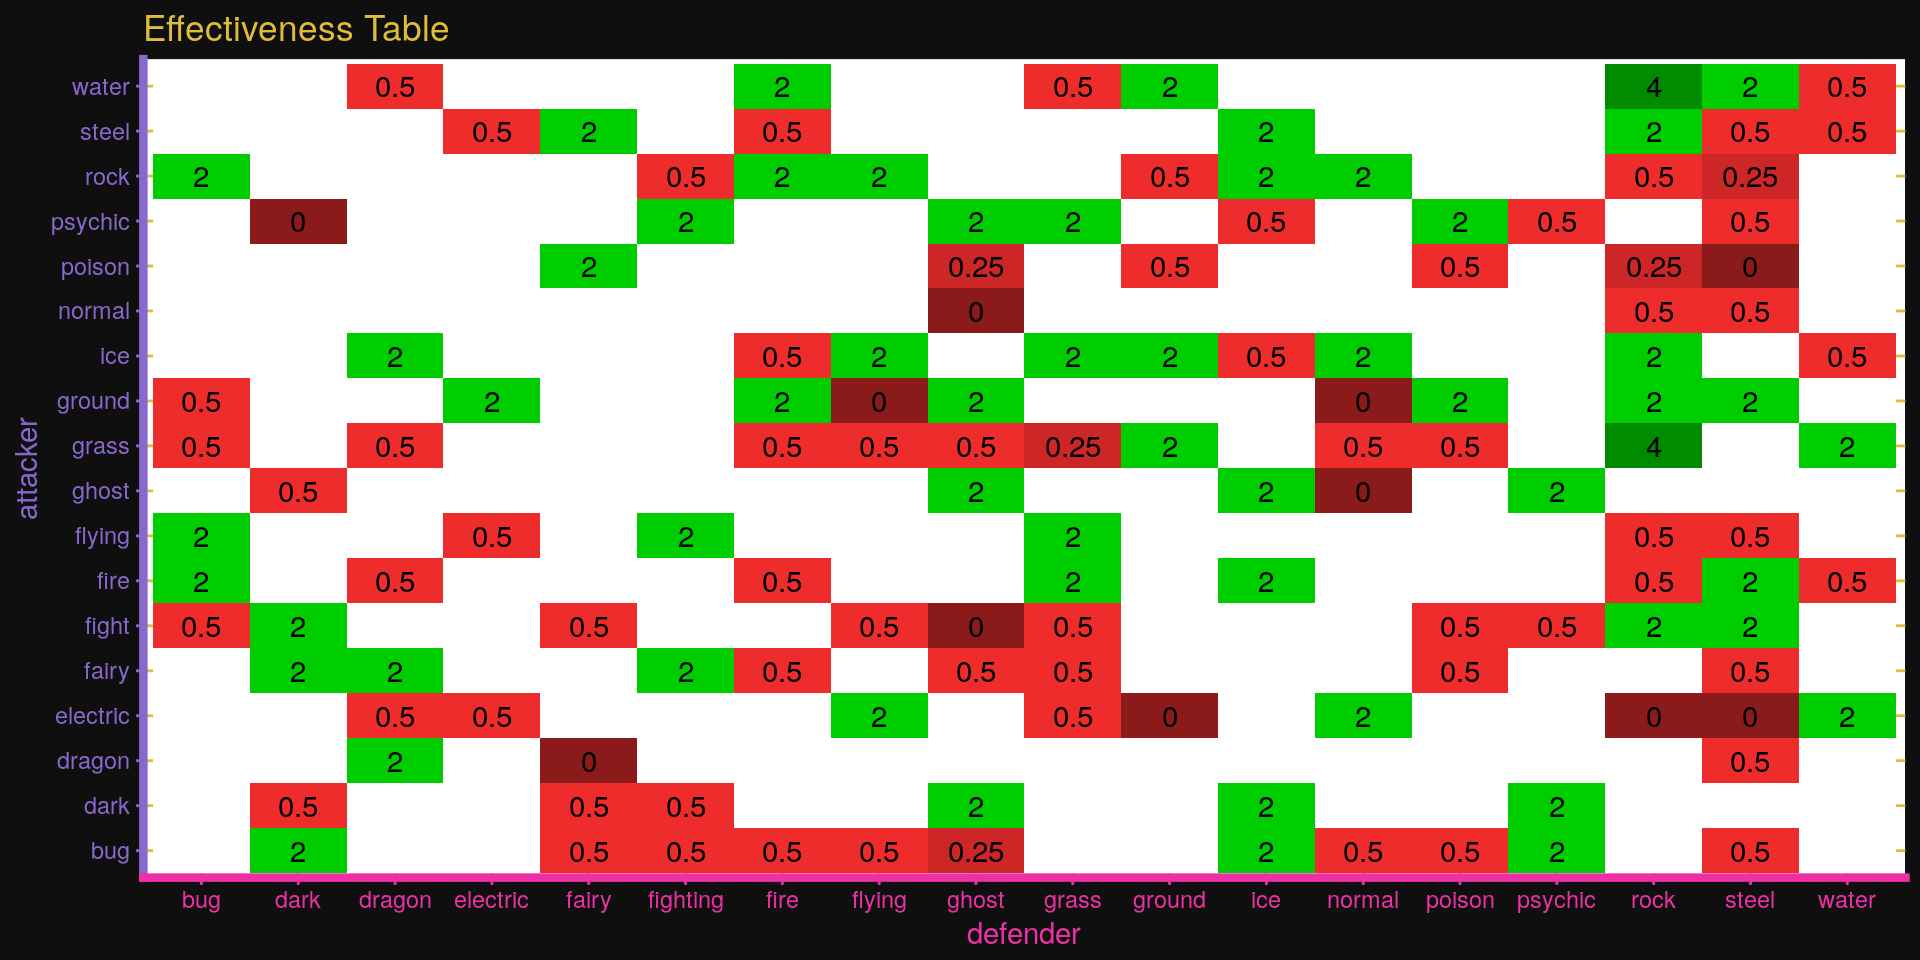 Effectiveness Table
attacker
water 0.5 2 0.5 2 4 2 0.5
steel 0.5 2 0.5 2 2 0.5 0.5
rock 2 0.5 2 2 0.5 2 2 0.5 0.25
psychic 0 2 2 2 0.5 2 0.5 0.5
poison 2 0.25 0.5 0.5 0.25 0
normal 0 0.5 0.5
ice 2 0.5 2 2 2 0.5 2 2 0.5
ground 0.5 2 2 0 2 0 2 2 2
grass 0.5 0.5 0.5 0.5 0.5 0.25 2 0.5 0.5 4 2
ghost 0.5 2 2 0 2
flying 2 0.5 2 2 0.5 0.5
fire 2 0.5 0.5 2 2 0.5 2 0.5
fight 0.5 2 0.5 0.5 0 0.5 0.5 0.5 2 2
fairy 2 2 2 0.5 0.5 0.5 0.5 0.5
electric 0.5 0.5 2 0.5 0 2 0 0 2
dragon 2 0 0.5
dark 0.5 0.5 0.5 2 2 2
bug 2 0.5 0.5 0.5 0.5 0.25 2 0.5 0.5 2 0.5
bug dark dragon electric fairy fighting fire flying ghost grass ground ice normal poison psychic rock steel water
defender